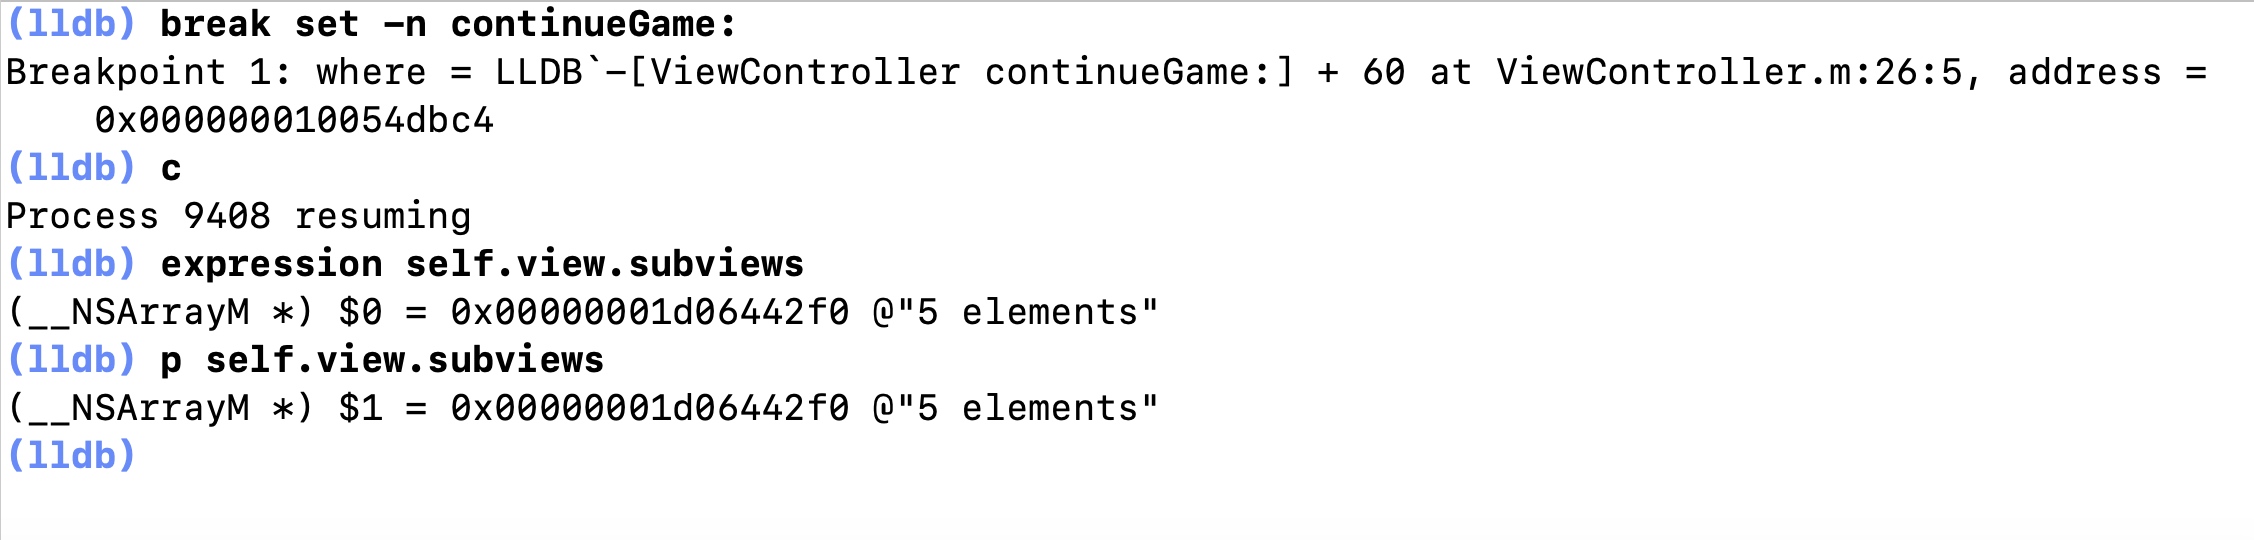 (lldb) break set -n continueGame:
Breakpoint 1: where = LLDB`-[ViewController continueGame:] + 60 at ViewController.m:26:5, address =
0x000000010054dbc4
(lldb) c
Process 9408 resuming
(lldb) expression self.view.subviews
(__NSArrayM *) $0 = 0x00000001d06442f0 @"5 elements"
(lldb) p self.view.subviews
(__NSArrayM *) $1 = 0x00000001d06442f0 @"5 elements"
(lldb)